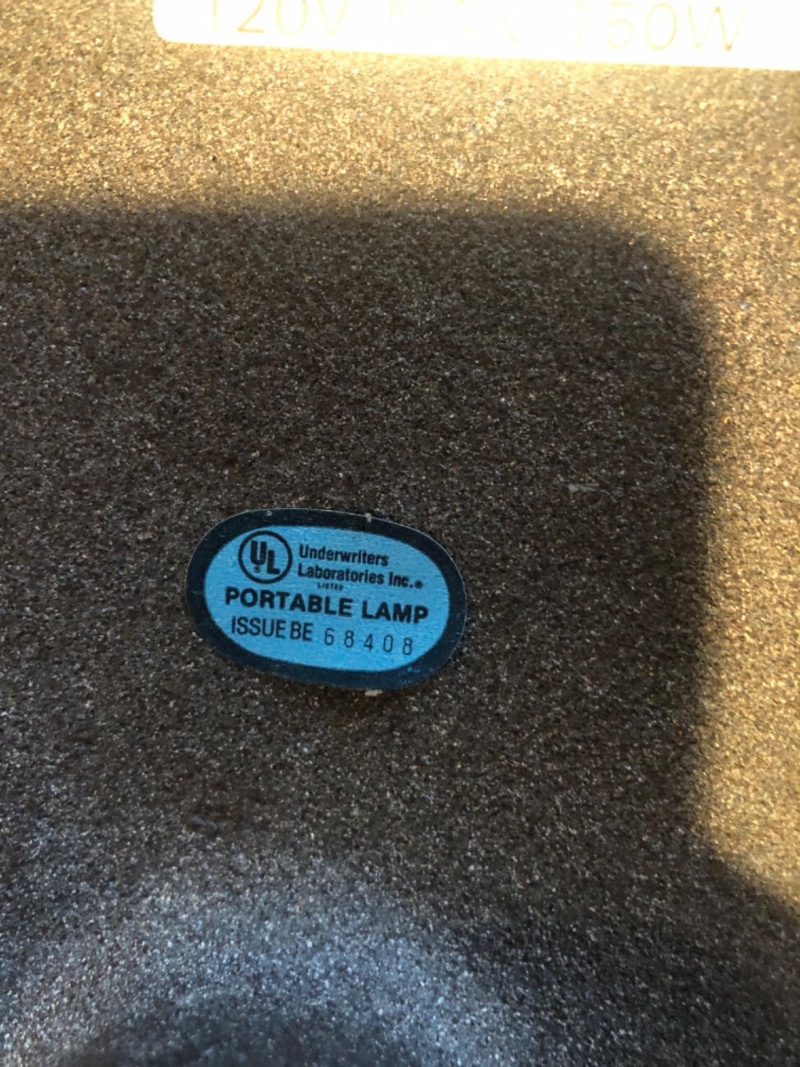 120V MAX 150W
UL Underwriters
Laboratories Inc.®
LISTED
PORTABLE LAMP
ISSUE BE 68408